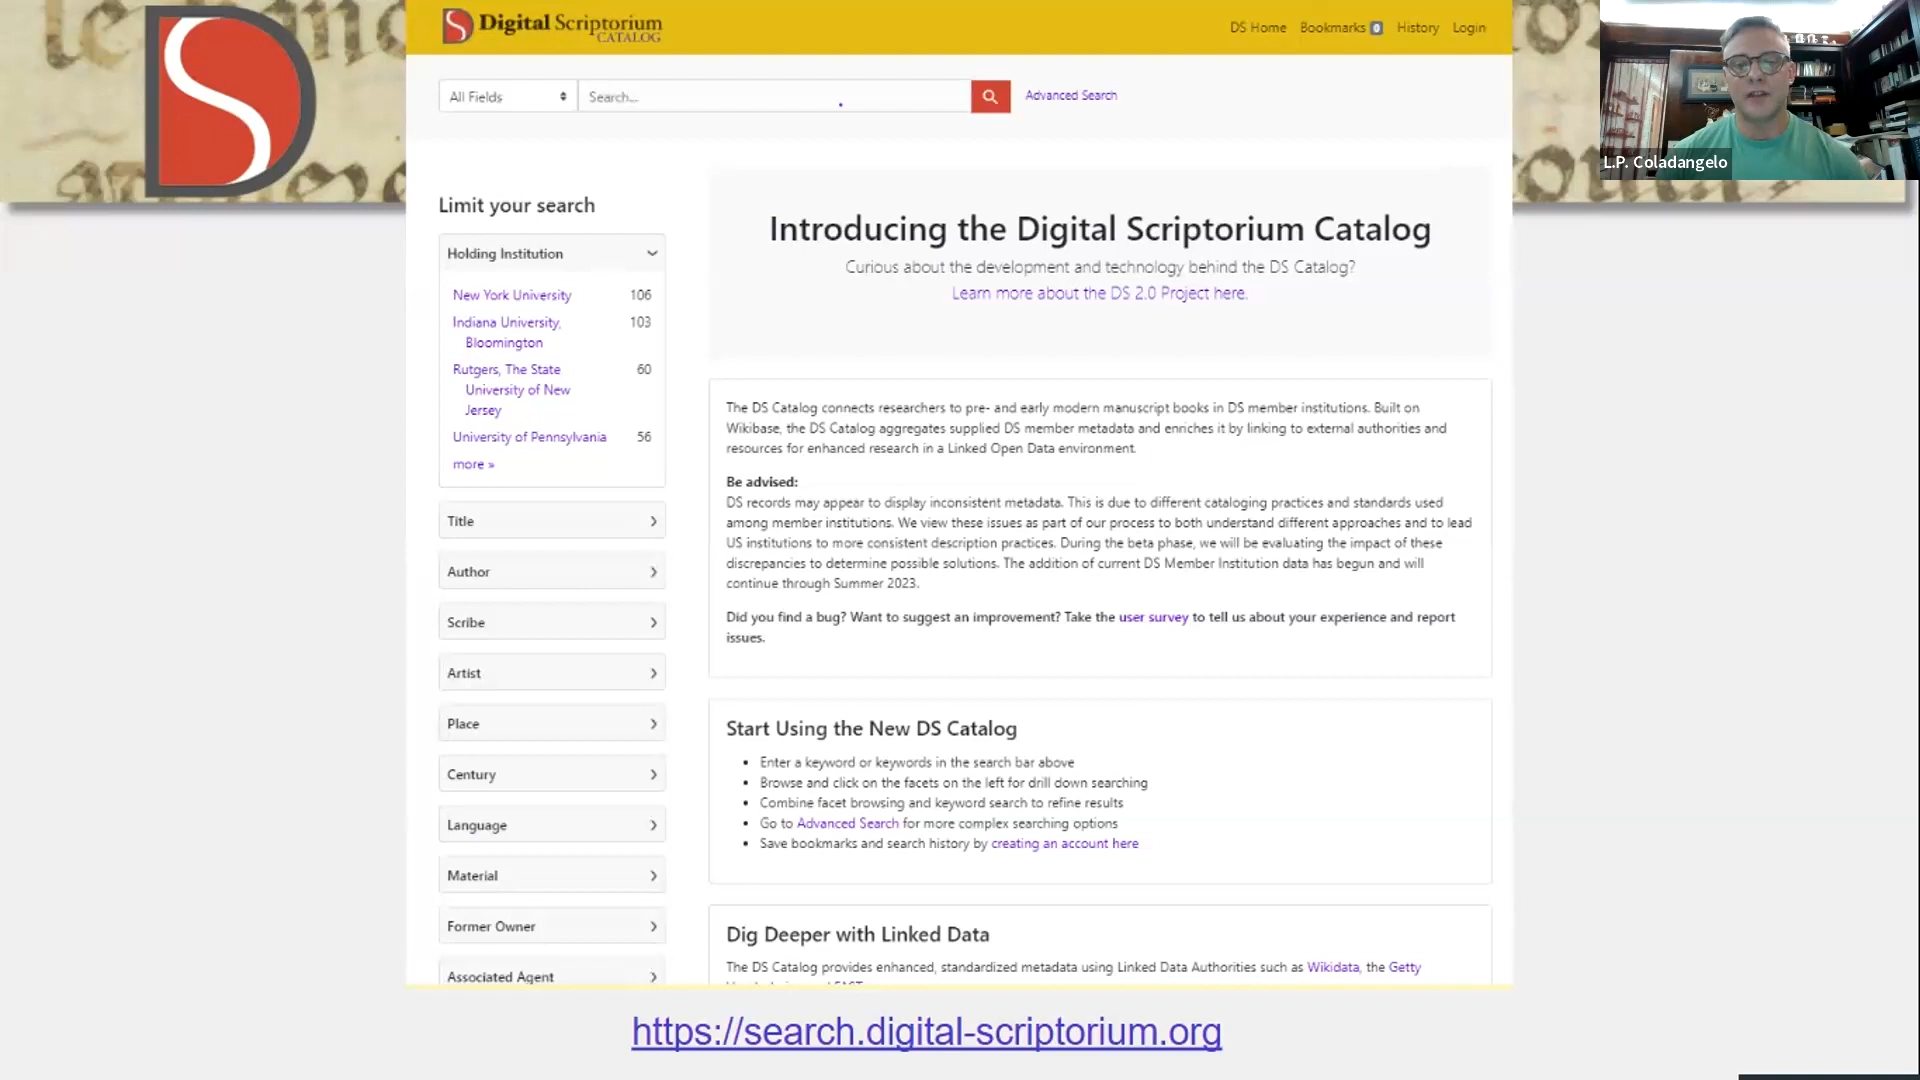 Digital Scriptorium
CATALOG
DS Home Bookmarks 0 History Login
All Fields
Search...
Advanced Search
L.P. Coladangelo
Limit your search
Holding Institution
New York University 106
Indiana University, 103
Bloomington
Rutgers, The State 60
University of New
Jersey
University of Pennsylvania 56
more »
Title
Author
Scribe
Artist
Place
Century
Language
Material
Former Owner
Associated Agent
Introducing the Digital Scriptorium Catalog
Curious about the development and technology behind the DS Catalog?
Learn more about the DS 2.0 Project here.
The DS Catalog connects researchers to pre- and early modern manuscript books in DS member institutions. Built on
Wikibase, the DS Catalog aggregates supplied DS member metadata and enriches it by linking to external authorities and
resources for enhanced research in a Linked Open Data environment.
Be advised:
DS records may appear to display inconsistent metadata. This is due to different cataloging practices and standards used
among member institutions. We view these issues as part of our process to both understand different approaches and to lead
US institutions to more consistent description practices. During the beta phase, we will be evaluating the impact of these
discrepancies to determine possible solutions. The addition of current DS Member Institution data has begun and will
continue through Summer 2023.
Did you find a bug? Want to suggest an improvement? Take the user survey to tell us about your experience and report
issues.
Start Using the New DS Catalog
• Enter a keyword or keywords in the search bar above
• Browse and click on the facets on the left for drill down searching
• Combine facet browsing and keyword search to refine results
• Go to Advanced Search for more complex searching options
• Save bookmarks and search history by creating an account here
Dig Deeper with Linked Data
The DS Catalog provides enhanced, standardized metadata using Linked Data Authorities such as Wikidata, the Getty
https://search.digital-scriptorium.org